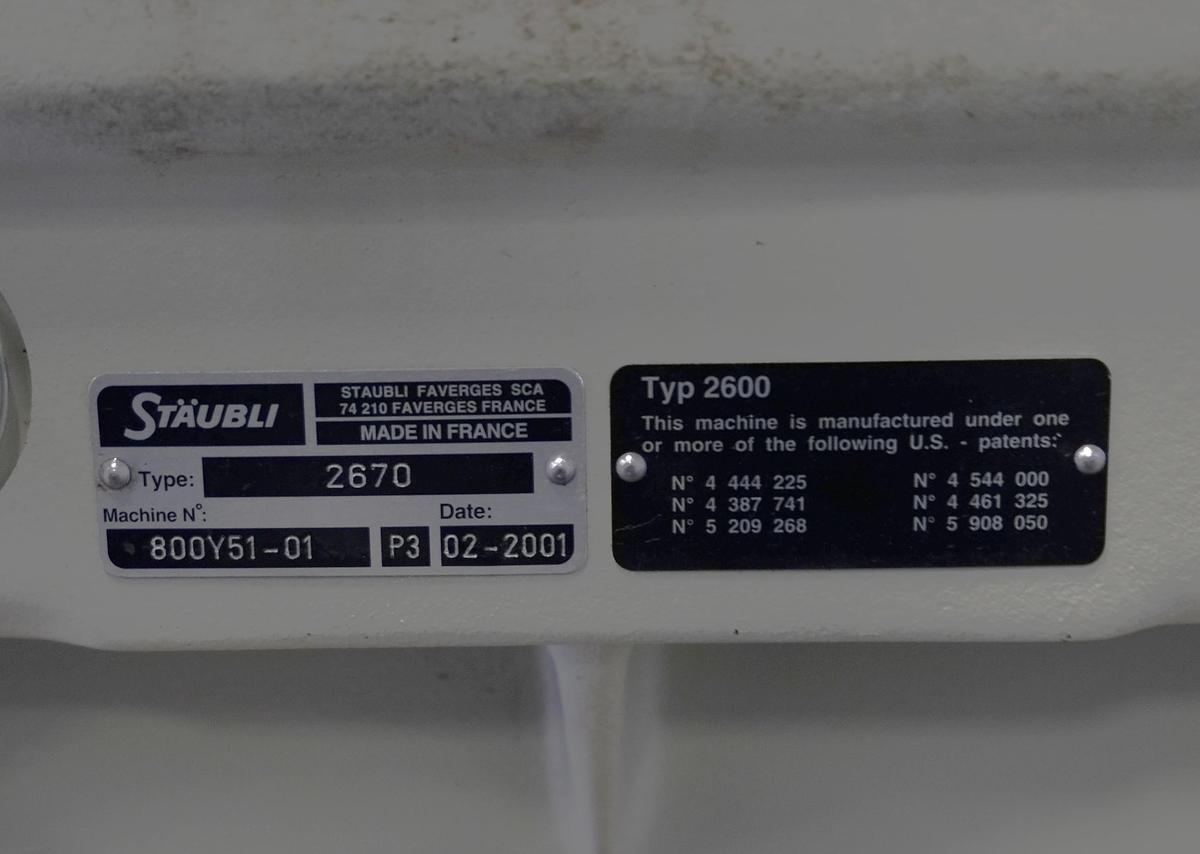 STÄUBLI
STAUBLI FAVERGES SCA
74 210 FAVERGES FRANCE
MADE IN FRANCE
Type: 2670
Machine N°: Date:
800Y51-01 P3 02-2001
Typ 2600
This machine is manufactured under one
or more of the following U.S. - patents:
N° 4 444 225 N° 4 544 000
N° 4 387 741 N° 4 461 325
N° 5 209 268 N° 5 908 050